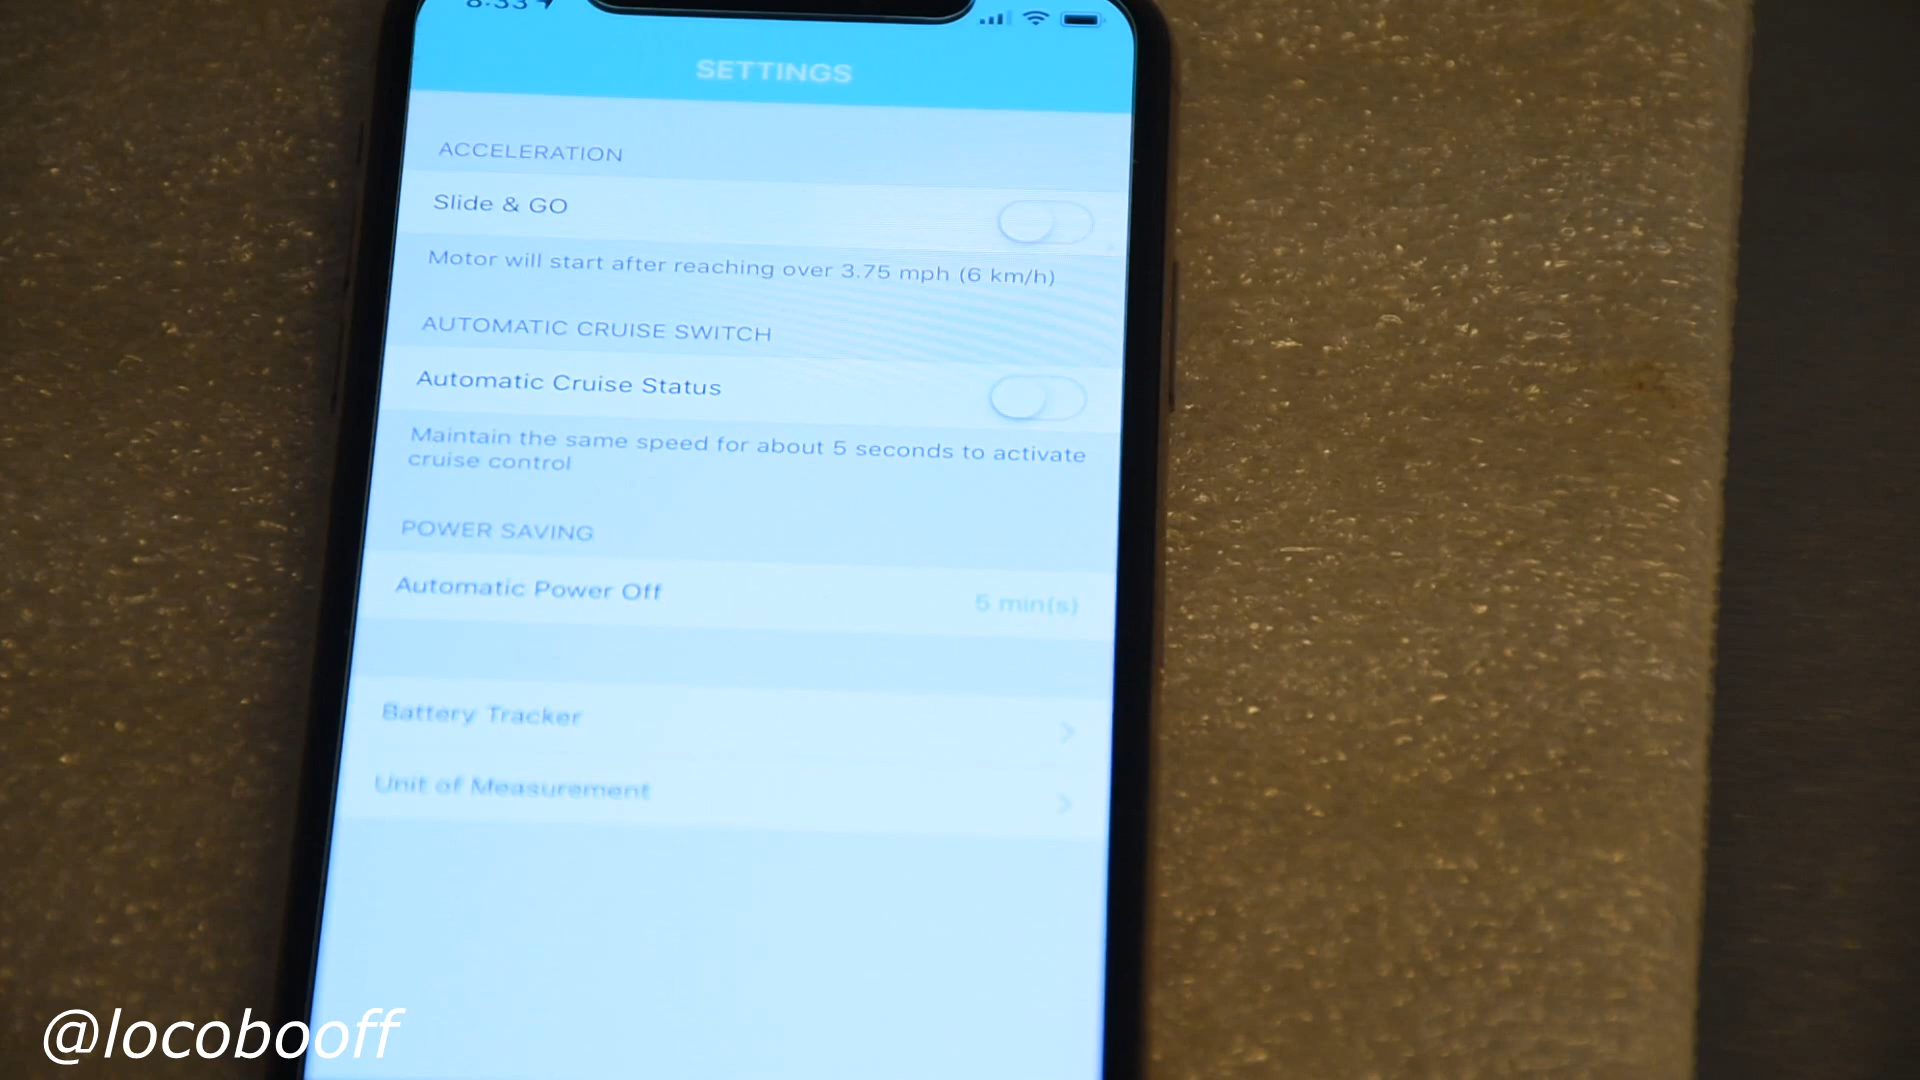 8:33
SETTINGS
ACCELERATION
Slide & GO
Motor will start after reaching over 3.75 mph (6 km/h)
AUTOMATIC CRUISE SWITCH
Automatic Cruise Status
Maintain the same speed for about 5 seconds to activate
cruise control
POWER SAVING
Automatic Power Off 5 min(s)
Battery Tracker
Unit of Measurement
@locobooff